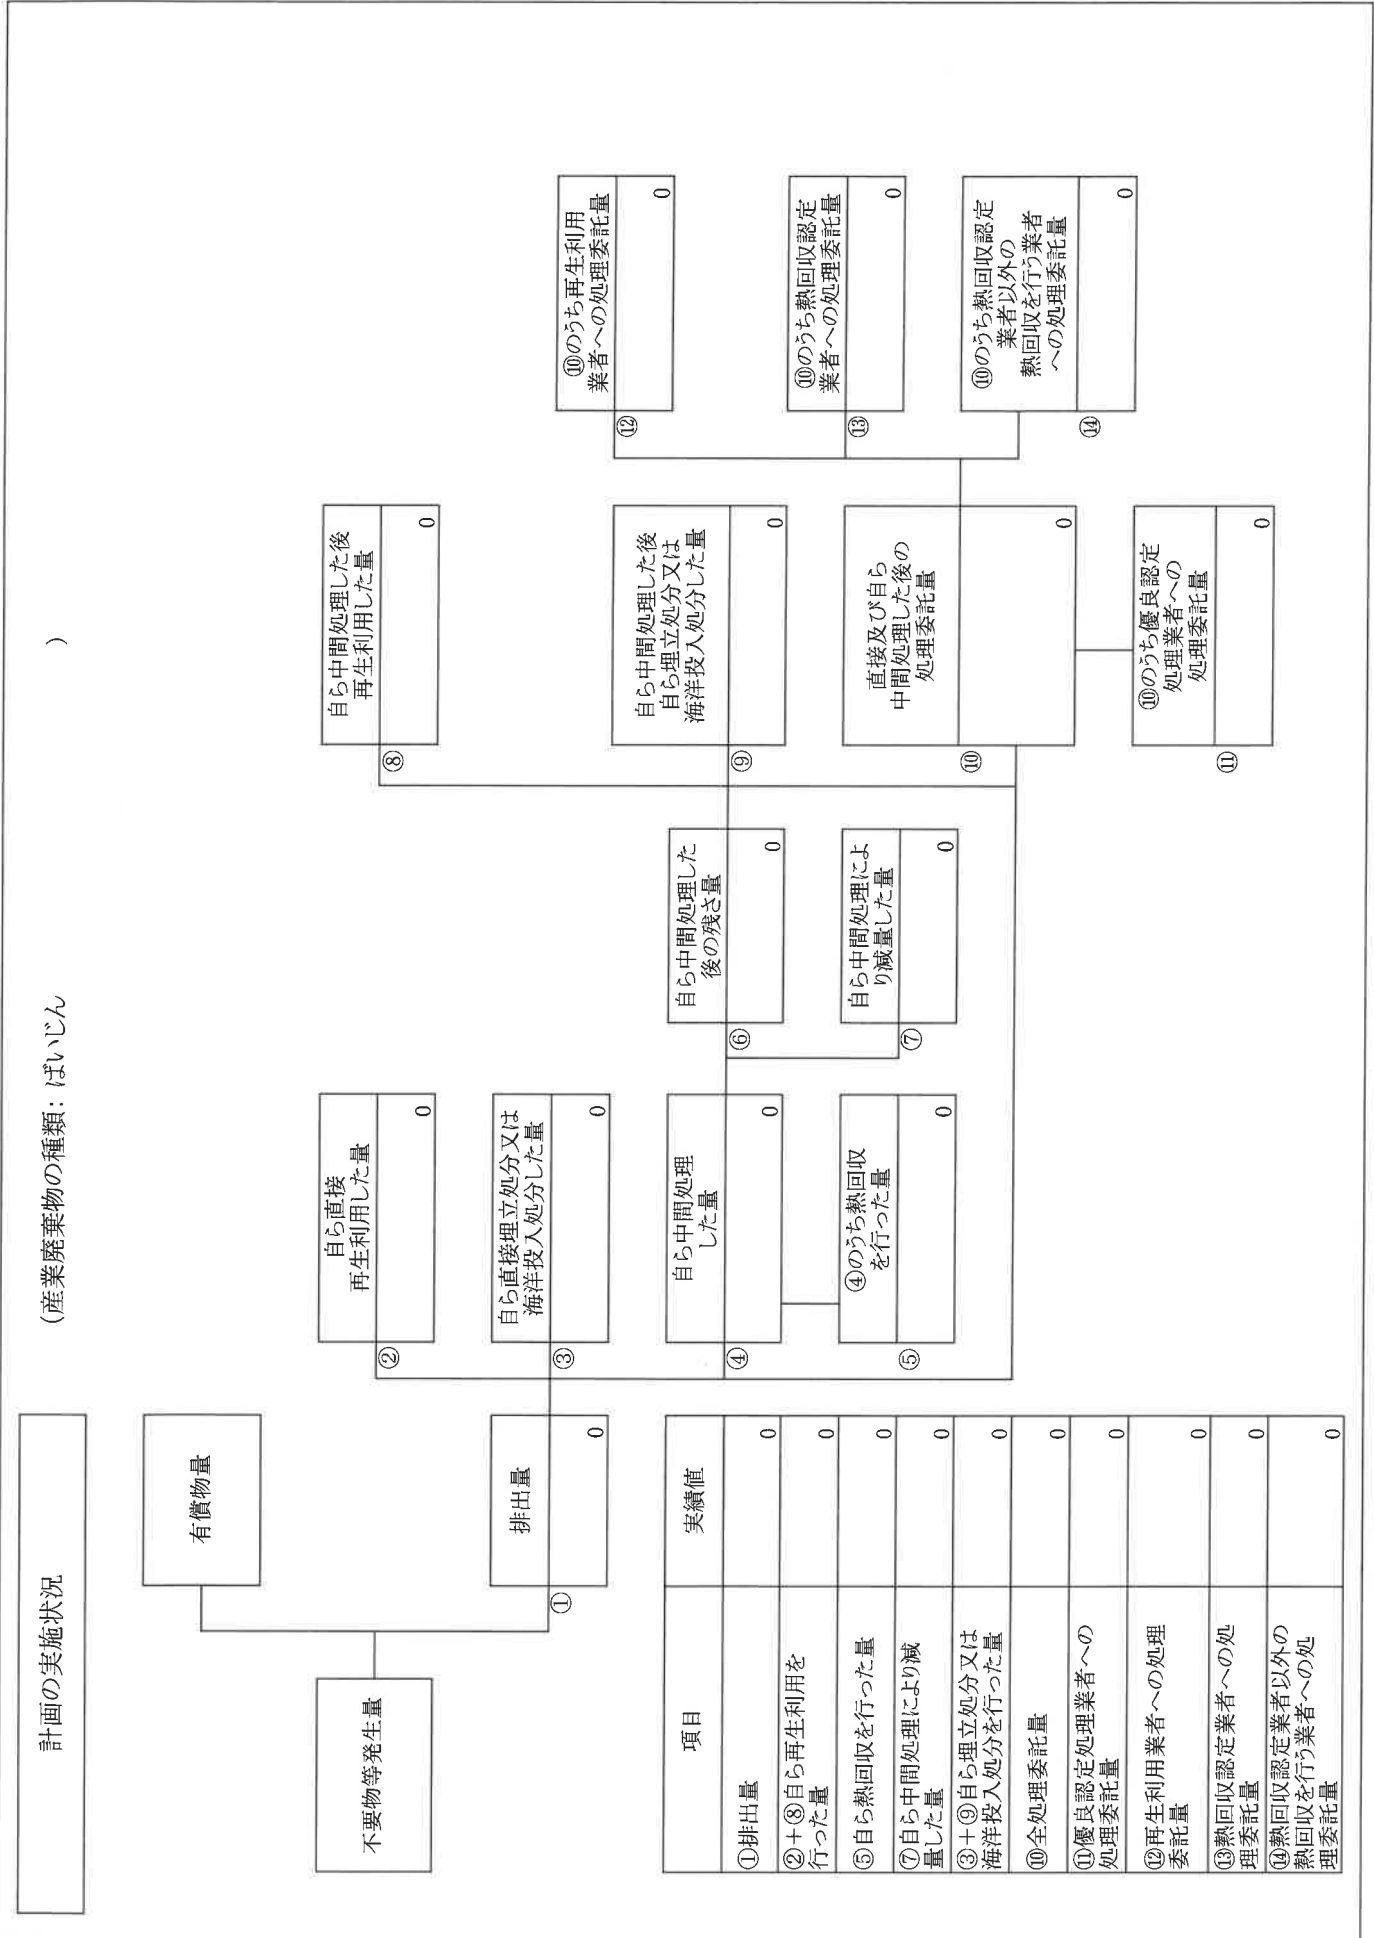 計画の実施状況
(産業廃棄物の種類：ばいじん
)
不要物等発生量
有償物量
①
排出量
0
②
自ら直接
再生利用した量
0
③
自ら直接埋立処分又は
海洋投入処分した量
0
④
自ら中間処理
した量
0
⑤
④のうち熱回収
を行った量
0
⑥
自ら中間処理した
後の残さ量
0
⑦
自ら中間処理によ
り減量した量
0
⑧
自ら中間処理した後
再生利用した量
0
⑨
自ら中間処理した後
自ら埋立処分又は
海洋投入処分した量
0
⑩
直接及び自ら
中間処理した後の
処理委託量
0
⑪
⑩のうち優良認定
処理業者への
処理委託量
0
⑫
⑩のうち再生利用
業者への処理委託量
0
⑬
⑩のうち熱回収認定
業者への処理委託量
0
⑭
⑩のうち熱回収認定
業者以外の
熱回収を行う業者
への処理委託量
0
項目
実績値
①排出量
0
②+⑧自ら再生利用を
行った量
0
⑤自ら熱回収を行った量
0
⑦自ら中間処理により減
量した量
0
③+⑨自ら埋立処分又は
海洋投入処分を行った量
0
⑩全処理委託量
0
⑪優良認定処理業者への
処理委託量
0
⑫再生利用業者への処理
委託量
0
⑬熱回収認定業者への処
理委託量
0
⑭熱回収認定業者以外の
熱回収を行う業者への処
理委託量
0